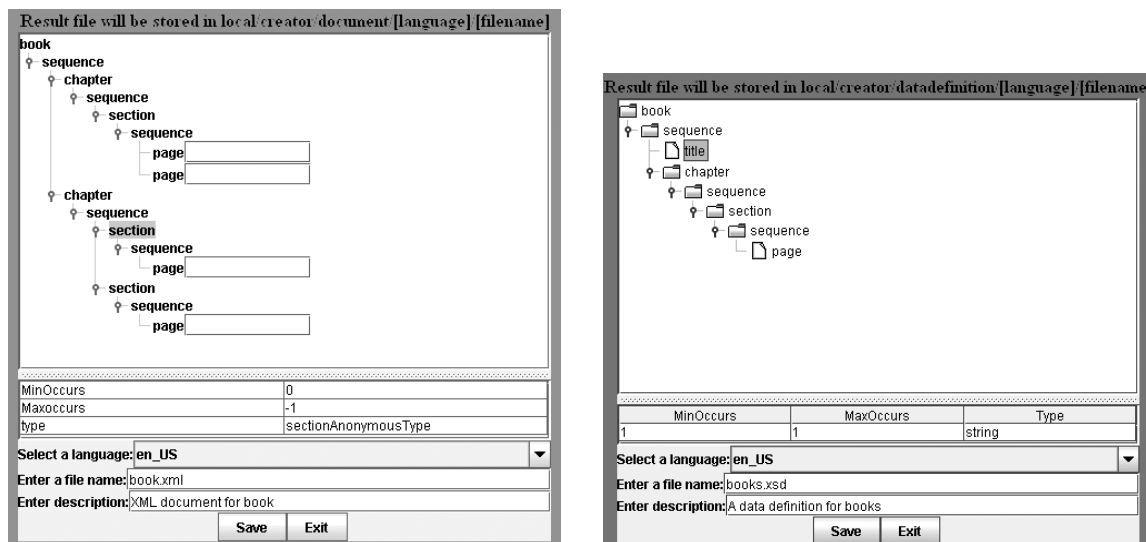 Result file will be stored in local/creator/document/[language]/[filename]
book
sequence
chapter
sequence
section
sequence
page
page
chapter
sequence
section
sequence
page
section
sequence
page
MinOccurs 0
Maxoccurs -1
type sectionAnonymousType
Select a language: en_US
Enter a file name: book.xml
Enter description: XML document for book
Save Exit
Result file will be stored in local/creator/datadefinition/[language]/[filename
book
sequence
title
chapter
sequence
section
sequence
page
MinOccurs MaxOccurs Type
1 1 string
Select a language: en_US
Enter a file name: books.xsd
Enter description: A data definition for books
Save Exit